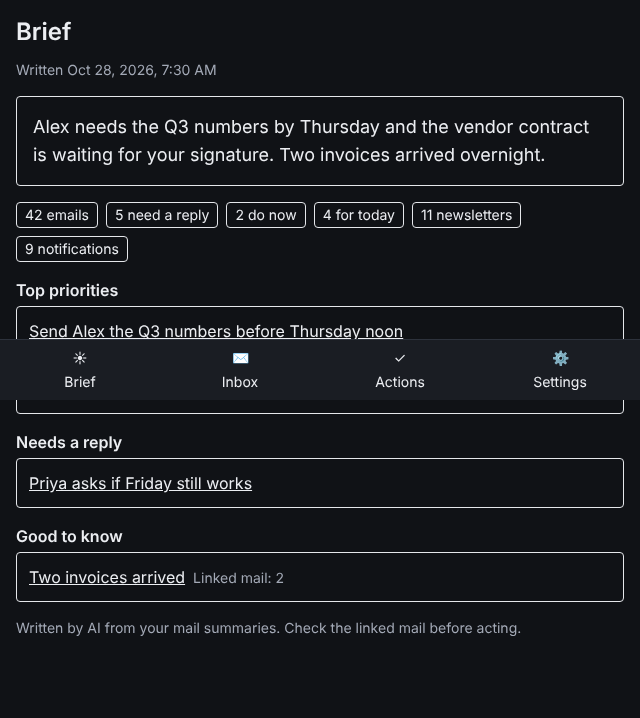 Brief
Written Oct 28, 2026, 7:30 AM
Alex needs the Q3 numbers by Thursday and the vendor contract
is waiting for your signature. Two invoices arrived overnight.
42 emails 5 need a reply 2 do now 4 for today 11 newsletters
9 notifications
Top priorities
Send Alex the Q3 numbers before Thursday noon
Brief Inbox Actions Settings
Needs a reply
Priya asks if Friday still works
Good to know
Two invoices arrived Linked mail: 2
Written by AI from your mail summaries. Check the linked mail before acting.